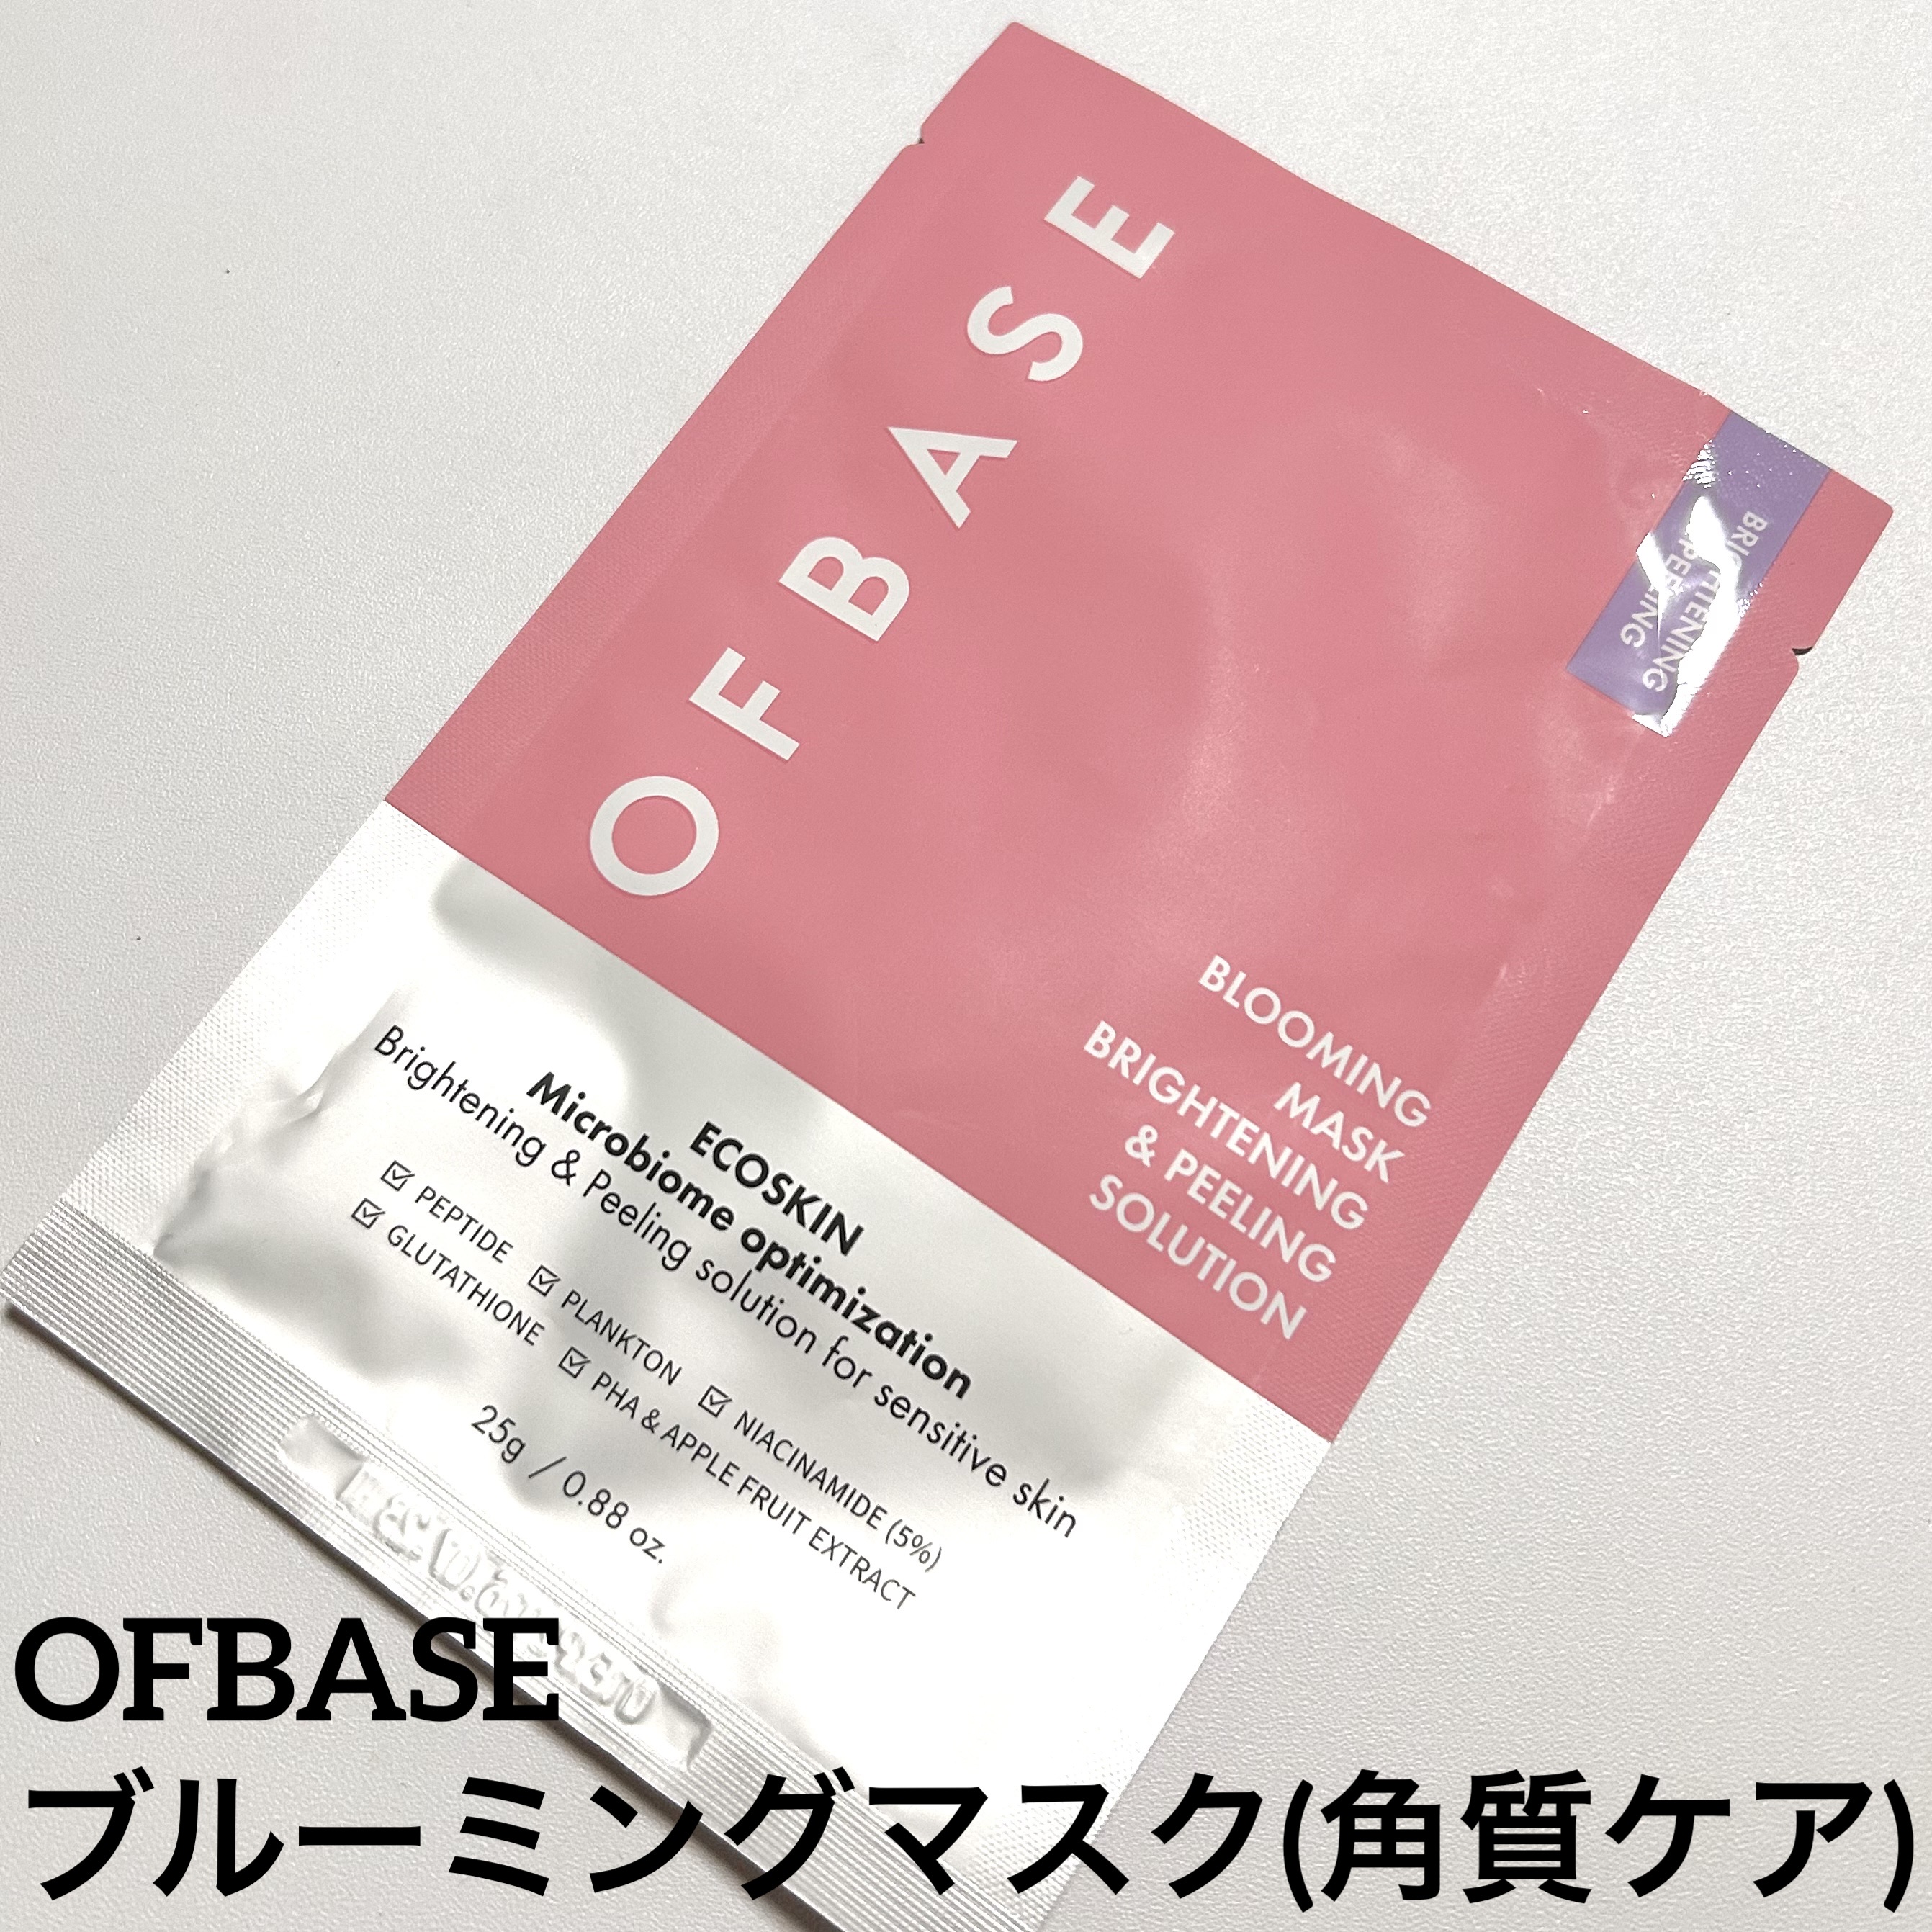 OFBASE
BRIGHTENING
PEELING
BLOOMING
MASK
BRIGHTENING
& PEELING
SOLUTION
ECOSKIN
Microbiome optimization
Brightening & Peeling solution for sensitive skin
☑ PEPTIDE ☑ PLANKTON ☑ NIACINAMIDE (5%)
☑ GLUTATHIONE ☑ PHA & APPLE FRUIT EXTRACT
25g / 0.88 oz.
OFBASE
ブルーミングマスク(角質ケア)